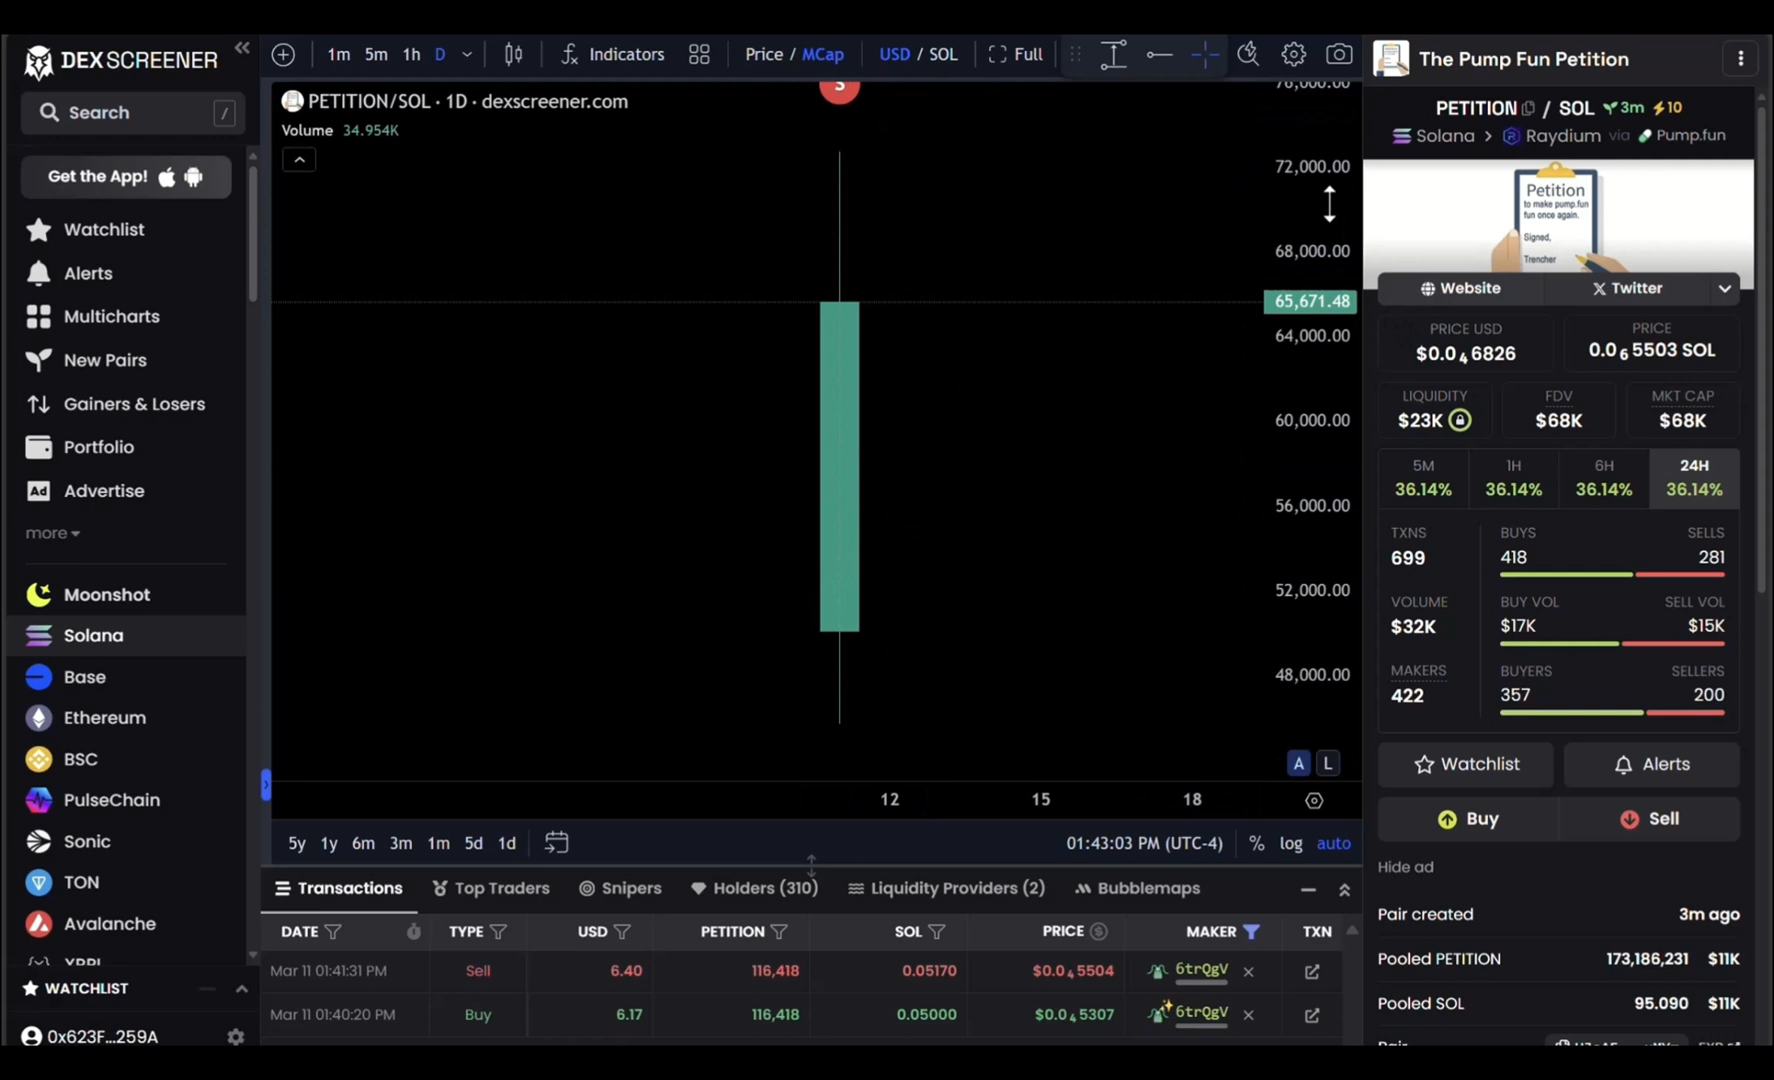 DEX SCREENER
Search /
Get the App!
Watchlist
Alerts
Multicharts
New Pairs
Gainers & Losers
Portfolio
Ad Advertise
more
Moonshot
Solana
Base
Ethereum
BSC
PulseChain
Sonic
TON
Avalanche
WATCHLIST
0x623F...259A
1m 5m 1h D Indicators Price / MCap USD / SOL Full
PETITION/SOL · 1D · dexscreener.com
Volume 34.954K
72,000.00
68,000.00
65,671.48
64,000.00
60,000.00
56,000.00
52,000.00
48,000.00
A L
12 15 18
5y 1y 6m 3m 1m 5d 1d 01:43:03 PM (UTC-4) % log auto
Transactions Top Traders Snipers Holders (310) Liquidity Providers (2) Bubblemaps
DATE TYPE USD PETITION SOL PRICE MAKER TXN
Mar 11 01:41:31 PM Sell 6.40 116,418 0.05170 $0.0₄5504 6trQgV
Mar 11 01:40:20 PM Buy 6.17 116,418 0.05000 $0.0₄5307 6trQgV
The Pump Fun Petition
PETITION / SOL 3m 10
Solana > Raydium via Pump.fun
Petition
to make pump.fun
fun once again.
Signed,
Trencher
Website Twitter
PRICE USD PRICE
$0.0₄6826 0.0₆5503 SOL
LIQUIDITY FDV MKT CAP
$23K $68K $68K
5M 1H 6H 24H
36.14% 36.14% 36.14% 36.14%
TXNS BUYS SELLS
699 418 281
VOLUME BUY VOL SELL VOL
$32K $17K $15K
MAKERS BUYERS SELLERS
422 357 200
Watchlist Alerts
Buy Sell
Hide ad
Pair created 3m ago
Pooled PETITION 173,186,231 $11K
Pooled SOL 95.090 $11K